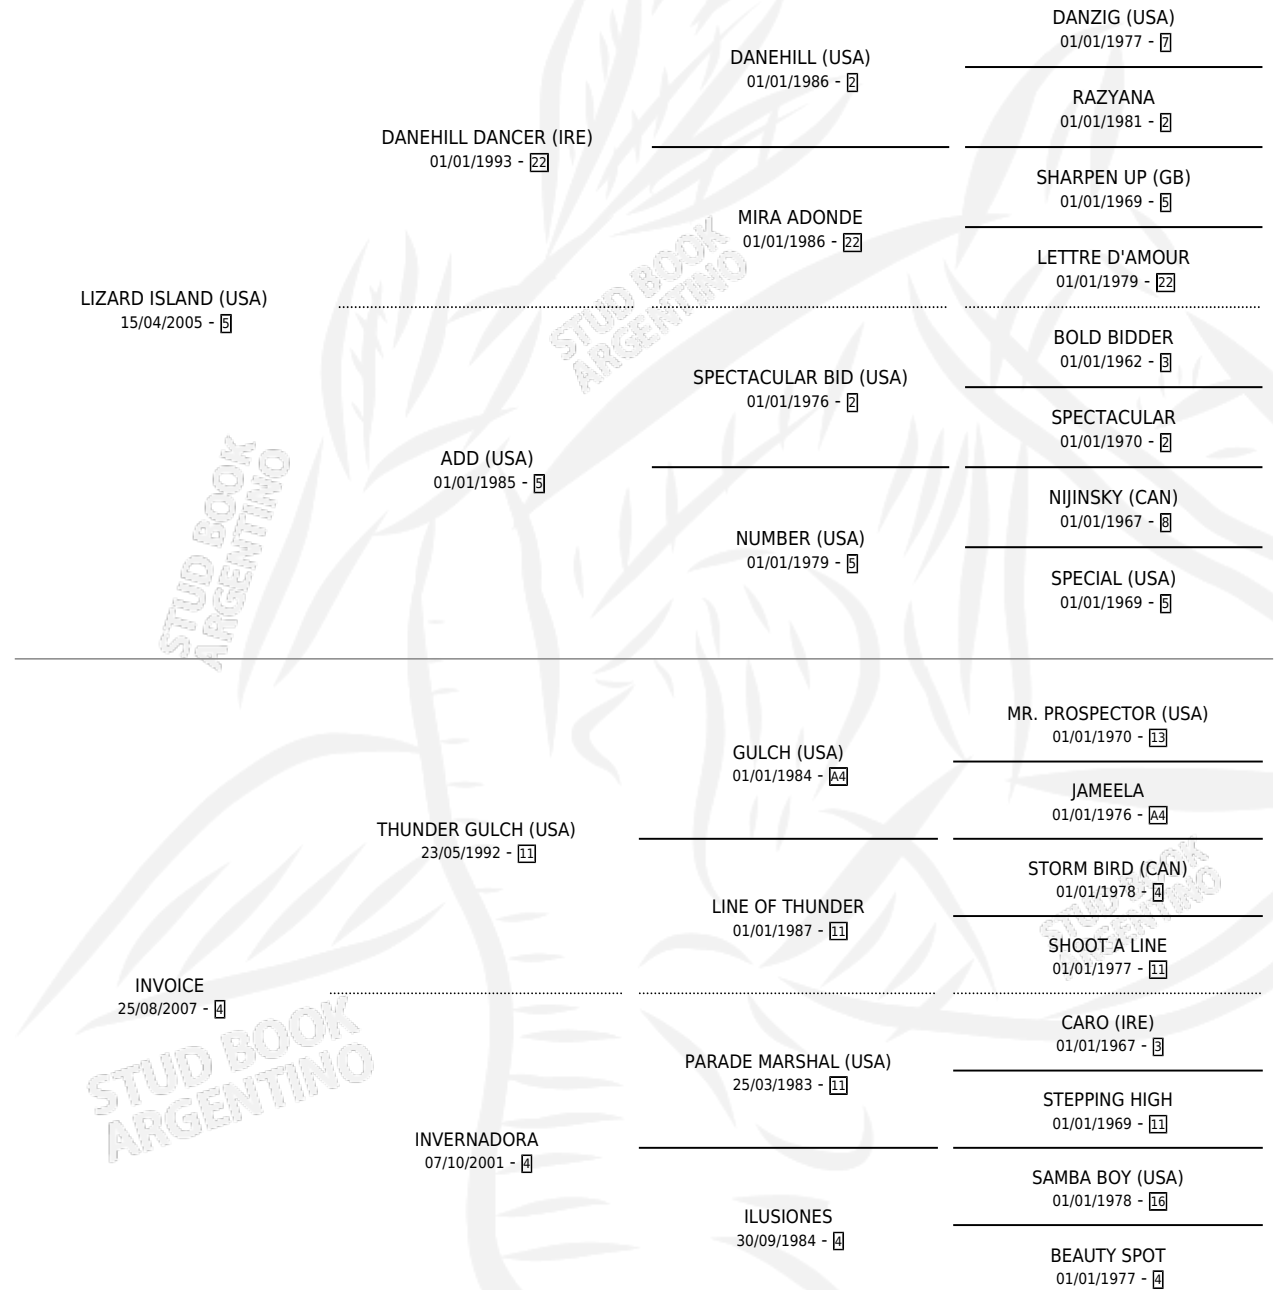 DANZIG (USA)
01/01/1977 - 7
DANEHILL (USA)
01/01/1986 - 2
RAZYANA
01/01/1981 - 2
DANEHILL DANCER (IRE)
01/01/1993 - 22
SHARPEN UP (GB)
01/01/1969 - 5
MIRA ADONDE
01/01/1986 - 22
LETTRE D'AMOUR
01/01/1979 - 22
LIZARD ISLAND (USA)
15/04/2005 - 5
BOLD BIDDER
01/01/1962 - 3
SPECTACULAR BID (USA)
01/01/1976 - 2
SPECTACULAR
01/01/1970 - 2
ADD (USA)
01/01/1985 - 5
NIJINSKY (CAN)
01/01/1967 - 8
NUMBER (USA)
01/01/1979 - 5
SPECIAL (USA)
01/01/1969 - 5
MR. PROSPECTOR (USA)
01/01/1970 - 13
GULCH (USA)
01/01/1984 - A4
JAMEELA
01/01/1976 - A4
THUNDER GULCH (USA)
23/05/1992 - 11
STORM BIRD (CAN)
01/01/1978 - 4
LINE OF THUNDER
01/01/1987 - 11
SHOOT A LINE
01/01/1977 - 11
INVOICE
25/08/2007 - 4
CARO (IRE)
01/01/1967 - 3
PARADE MARSHAL (USA)
25/03/1983 - 11
STEPPING HIGH
01/01/1969 - 11
INVERNADORA
07/10/2001 - 4
SAMBA BOY (USA)
01/01/1978 - 16
ILUSIONES
30/09/1984 - 4
BEAUTY SPOT
01/01/1977 - 4
STUD BOOK
ARGENTINO
STUD BOOK
ARGENTINO
STUD BOOK
ARGENTINO
STUD BOOK
ARGENTINO